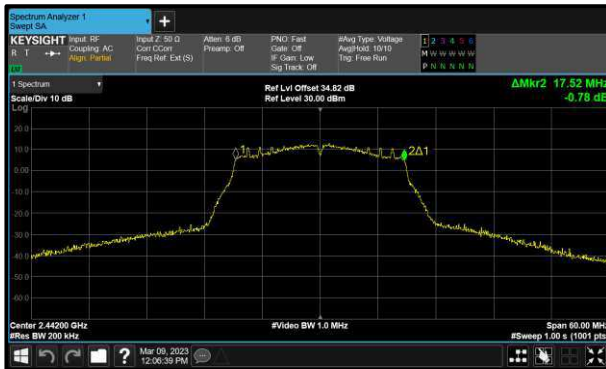 Spectrum Analyzer 1
Swept SA
KEYSIGHT
R T
LXI
Input: RF
Coupling: AC
Align: Partial
Input Z: 50 Ω
Corr CCorr
Freq Ref: Ext (S)
Atten: 6 dB
Preamp: Off
PNO: Fast
Gate: Off
IF Gain: Low
Sig Track: Off
#Avg Type: Voltage
Avg|Hold: 10/10
Trig: Free Run
1 2 3 4 5 6
M W W W W W
P N N N N N
1 Spectrum
Scale/Div 10 dB
Ref Lvl Offset 34.82 dB
Ref Level 30.00 dBm
ΔMkr2 17.52 MHz
-0.78 dB
Log
20.0
10.0
0.00
-10.0
-20.0
-30.0
-40.0
-50.0
-60.0
1
2Δ1
Center 2.44200 GHz
#Res BW 200 kHz
#Video BW 1.0 MHz
Span 60.00 MHz
#Sweep 1.00 s (1001 pts)
?
Mar 09, 2023
12:06:39 PM